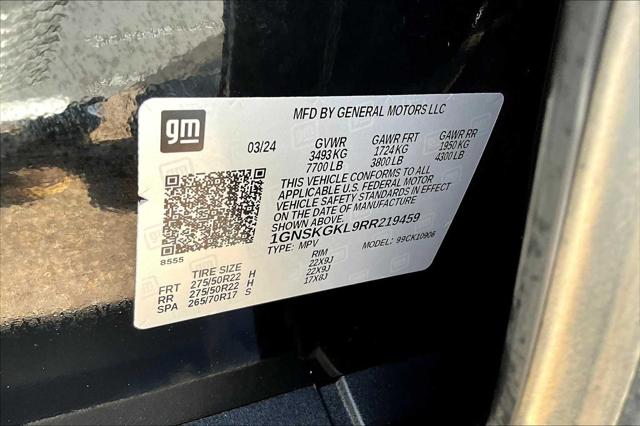 gm
MFD BY GENERAL MOTORS LLC
03/24 GVWR GAWR FRT GAWR RR
3493 KG 1724 KG 1950 KG
7700 LB 3800 LB 4300 LB
THIS VEHICLE CONFORMS TO ALL
APPLICABLE U.S. FEDERAL MOTOR
VEHICLE SAFETY STANDARDS IN EFFECT
ON THE DATE OF MANUFACTURE
SHOWN ABOVE.
1GNSKGKL9RR219459
TYPE: MPV MODEL: 99CK10906
8555
TIRE SIZE RIM
FRT 275/50R22 H 22X9J
RR 275/50R22 H 22X9J
SPA 265/70R17 S 17X8J